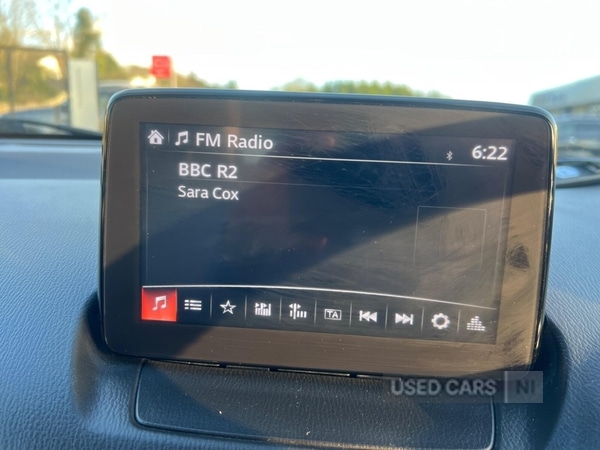 FM Radio
6:22
BBC R2
Sara Cox
TA
USED CARS NI